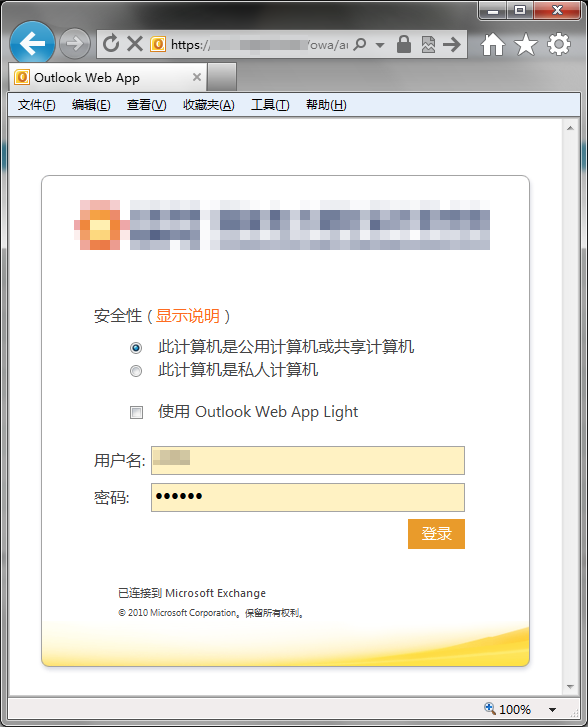 https://
/owa/au
Outlook Web App
文件(F) 编辑(E) 查看(V) 收藏夹(A) 工具(T) 帮助(H)
安全性 ( 显示说明 )
此计算机是公用计算机或共享计算机
此计算机是私人计算机
使用 Outlook Web App Light
用户名:
密码: ••••••
登录
已连接到 Microsoft Exchange
© 2010 Microsoft Corporation。保留所有权利。
100%